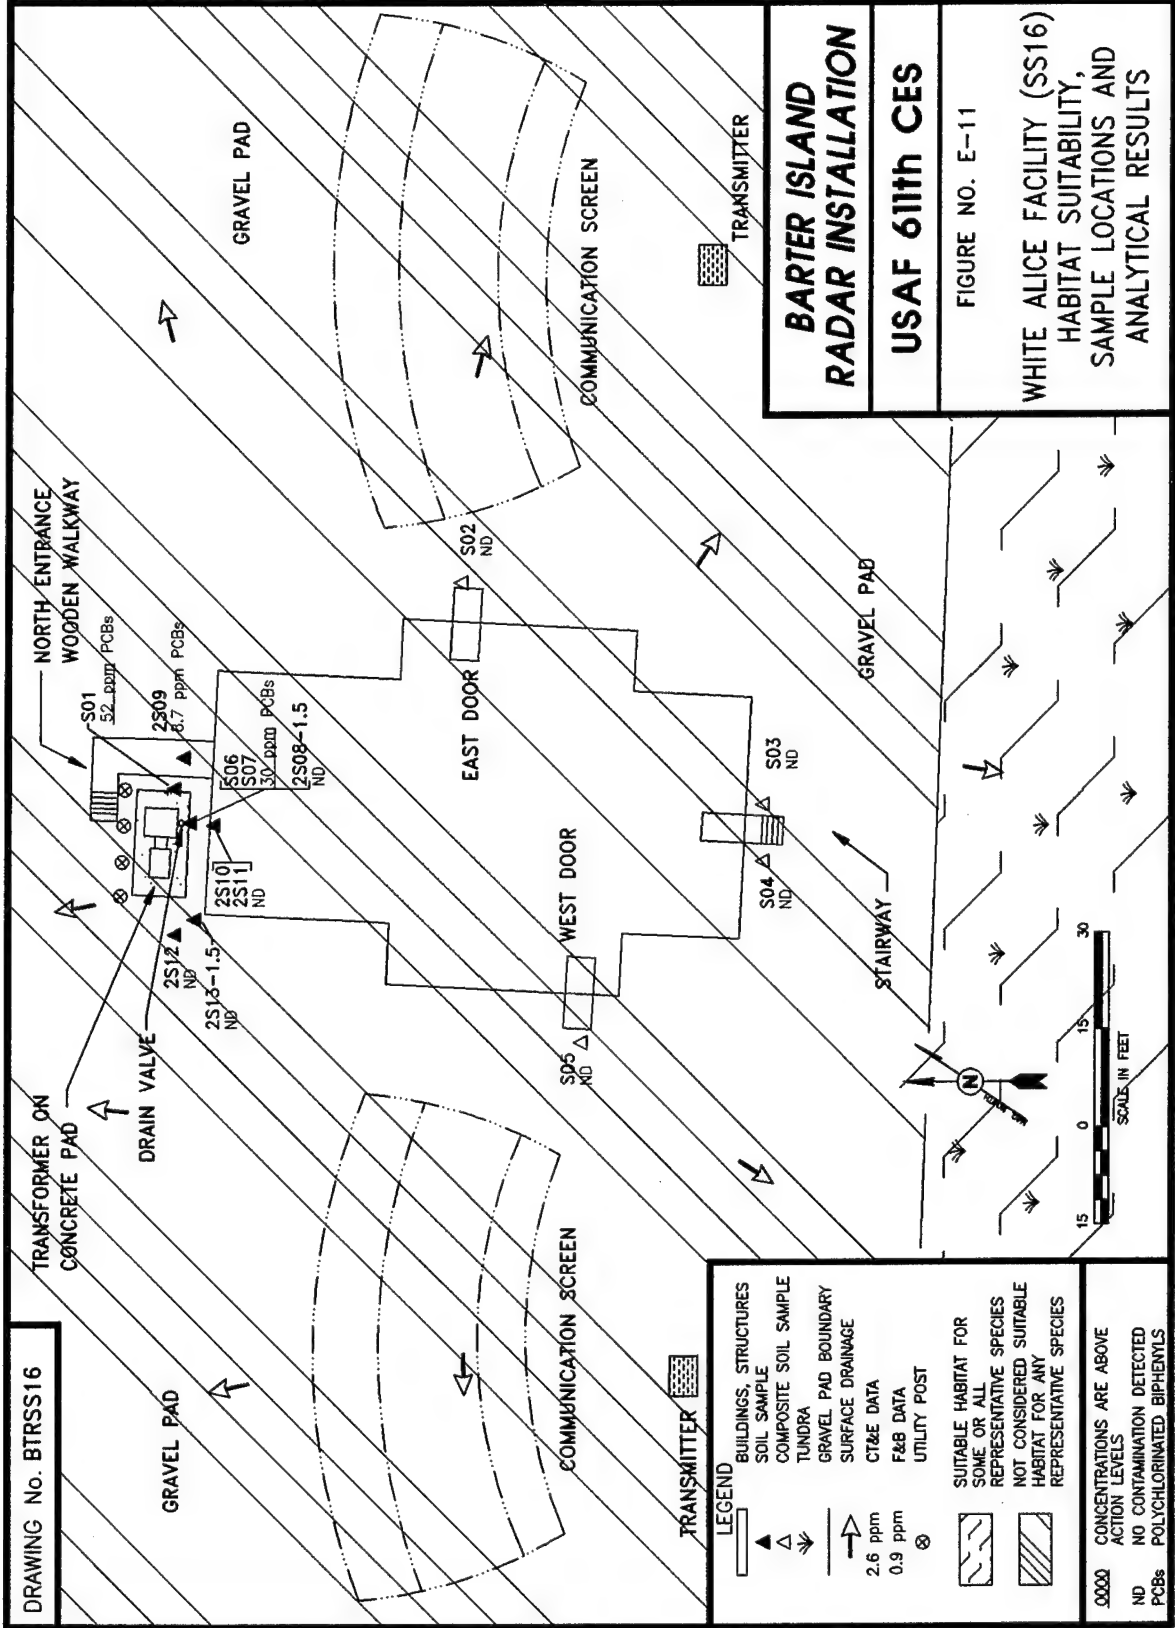 DRAWING No. BTRSS16
TRANSFORMER ON
CONCRETE PAD
DRAIN VALVE
NORTH ENTRANCE
WOODEN WALKWAY
S01
52 ppm PCBs
2S09
8.7 ppm PCBs
S06
S07
30 ppm PCBs
2S08-1.5
ND
2S10
2S11
ND
2S12
ND
2S13-1.5
ND
GRAVEL PAD
GRAVEL PAD
EAST DOOR
S02
ND
WEST DOOR
S05
ND
S04
ND
S03
ND
STAIRWAY
COMMUNICATION SCREEN
COMMUNICATION SCREEN
TRANSMITTER
TRANSMITTER
GRAVEL PAD
LEGEND
BUILDINGS, STRUCTURES
SOIL SAMPLE
COMPOSITE SOIL SAMPLE
TUNDRA
GRAVEL PAD BOUNDARY
SURFACE DRAINAGE
2.6 ppm CT&E DATA
0.9 ppm F&B DATA
UTILITY POST
SUITABLE HABITAT FOR
SOME OR ALL
REPRESENTATIVE SPECIES
NOT CONSIDERED SUITABLE
HABITAT FOR ANY
REPRESENTATIVE SPECIES
0000 CONCENTRATIONS ARE ABOVE
ACTION LEVELS
ND NO CONTAMINATION DETECTED
PCBs POLYCHLORINATED BIPHENYLS
N
15 0 15 30
SCALE IN FEET
BARTER ISLAND
RADAR INSTALLATION
USAF 611th CES
FIGURE NO. E-11
WHITE ALICE FACILITY (SS16)
HABITAT SUITABILITY,
SAMPLE LOCATIONS AND
ANALYTICAL RESULTS